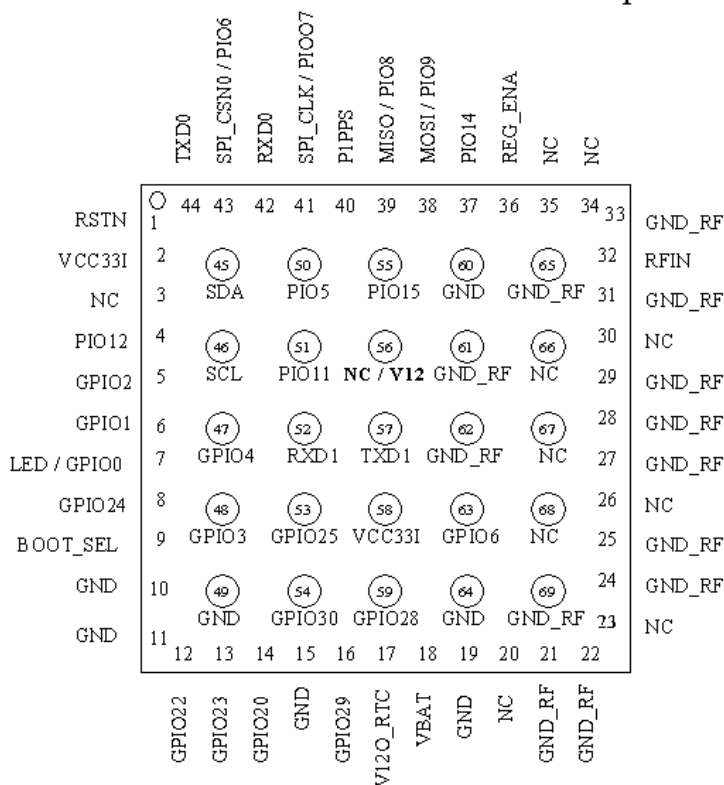 TXD0
SPI_CSN0 / PIO6
RXD0
SPI_CLK / PIOO7
P1PPS
MISO / PIO8
MOSI / PIO9
PIO14
REG_ENA
NC
NC
44 43 42 41 40 39 38 37 36 35 34
RSTN 1 33 GND_RF
VCC33I 2 45 50 55 60 65 32 RFIN
SDA PIO5 PIO15 GND GND_RF
NC 3 31 GND_RF
PIO12 4 46 51 56 61 66 30 NC
SCL PIO11 NC / V12 GND_RF NC
GPIO2 5 29 GND_RF
GPIO1 6 47 52 57 62 67 28 GND_RF
GPIO4 RXD1 TXD1 GND_RF NC
LED / GPIO0 7 27 GND_RF
GPIO24 8 48 53 58 63 68 26 NC
GPIO3 GPIO25 VCC33I GPIO6 NC
BOOT_SEL 9 25 GND_RF
GND 10 49 54 59 64 69 24 GND_RF
GND GPIO30 GPIO28 GND GND_RF
GND 11 23 NC
12 13 14 15 16 17 18 19 20 21 22
GPIO22
GPIO23
GPIO20
GND
GPIO29
V12O_RTC
VBAT
GND
NC
GND_RF
GND_RF